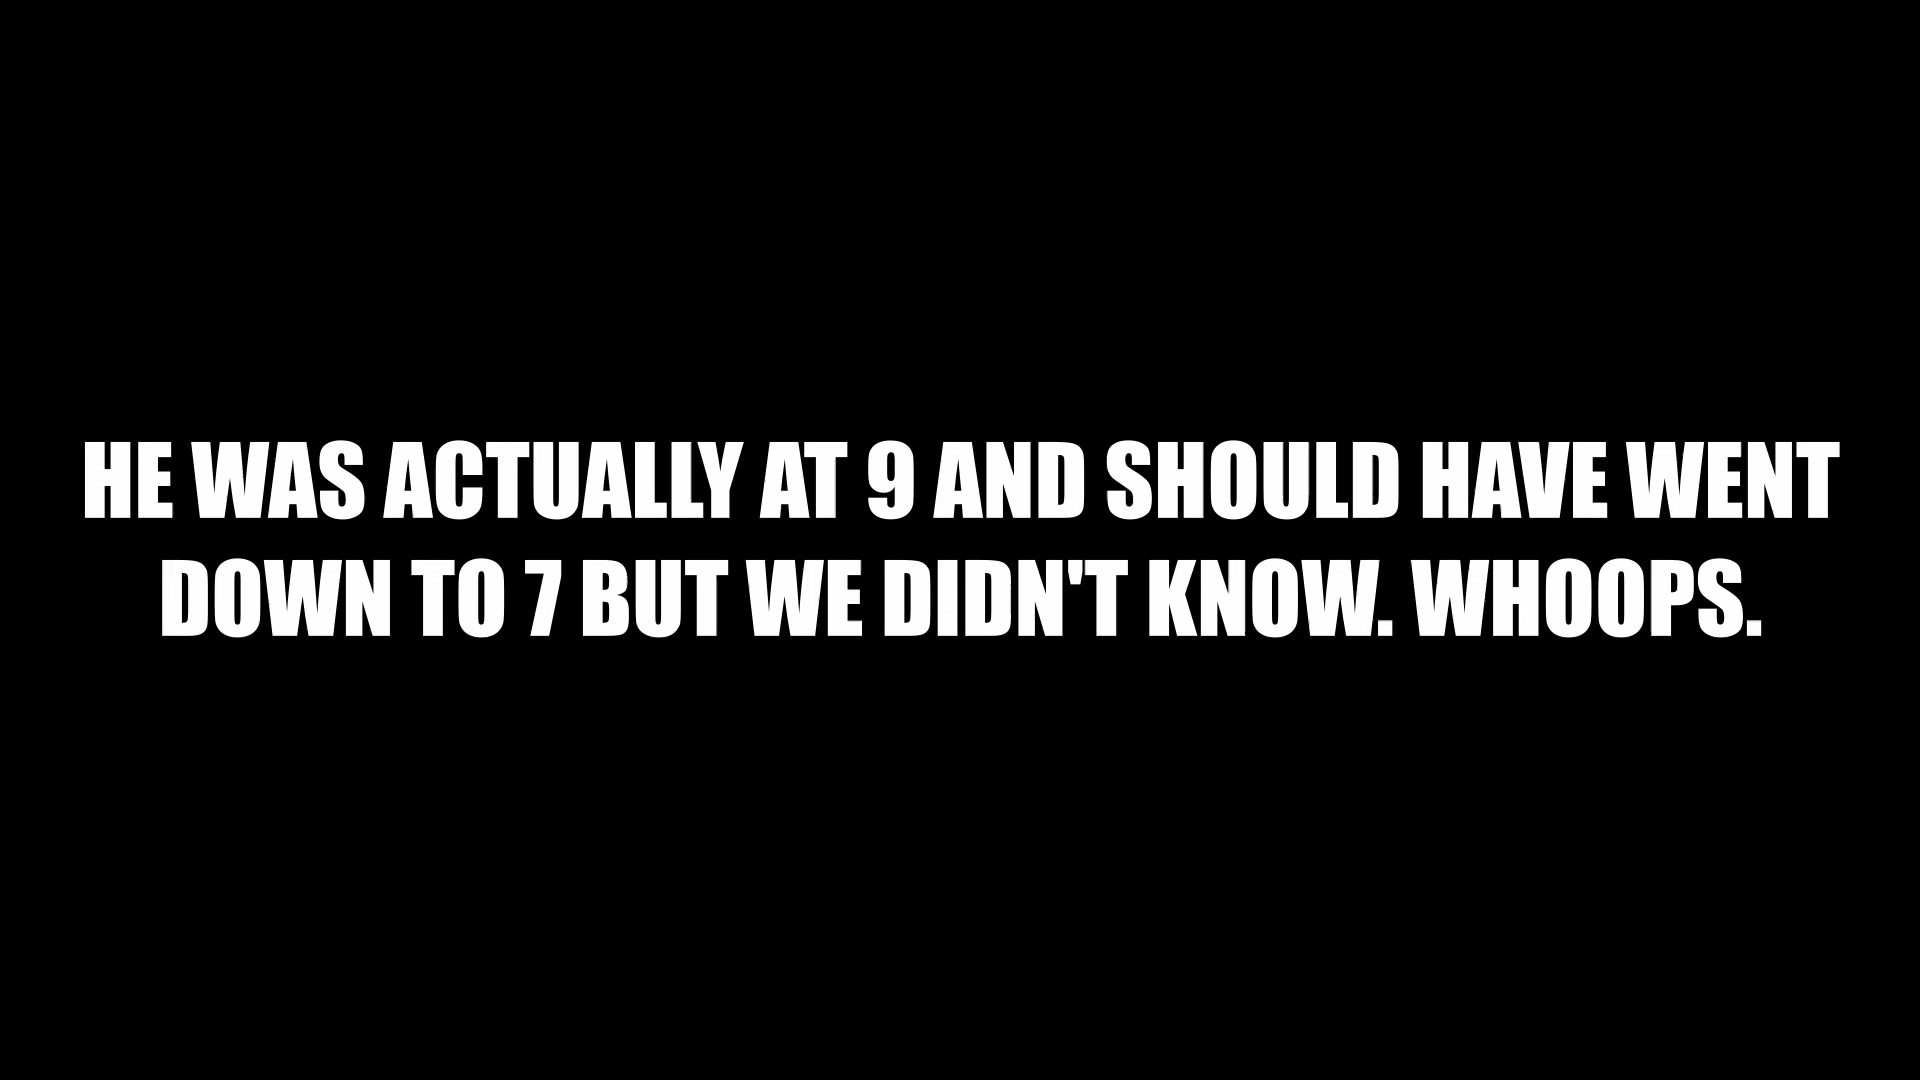 HE WAS ACTUALLY AT 9 AND SHOULD HAVE WENT
DOWN TO 7 BUT WE DIDN'T KNOW. WHOOPS.